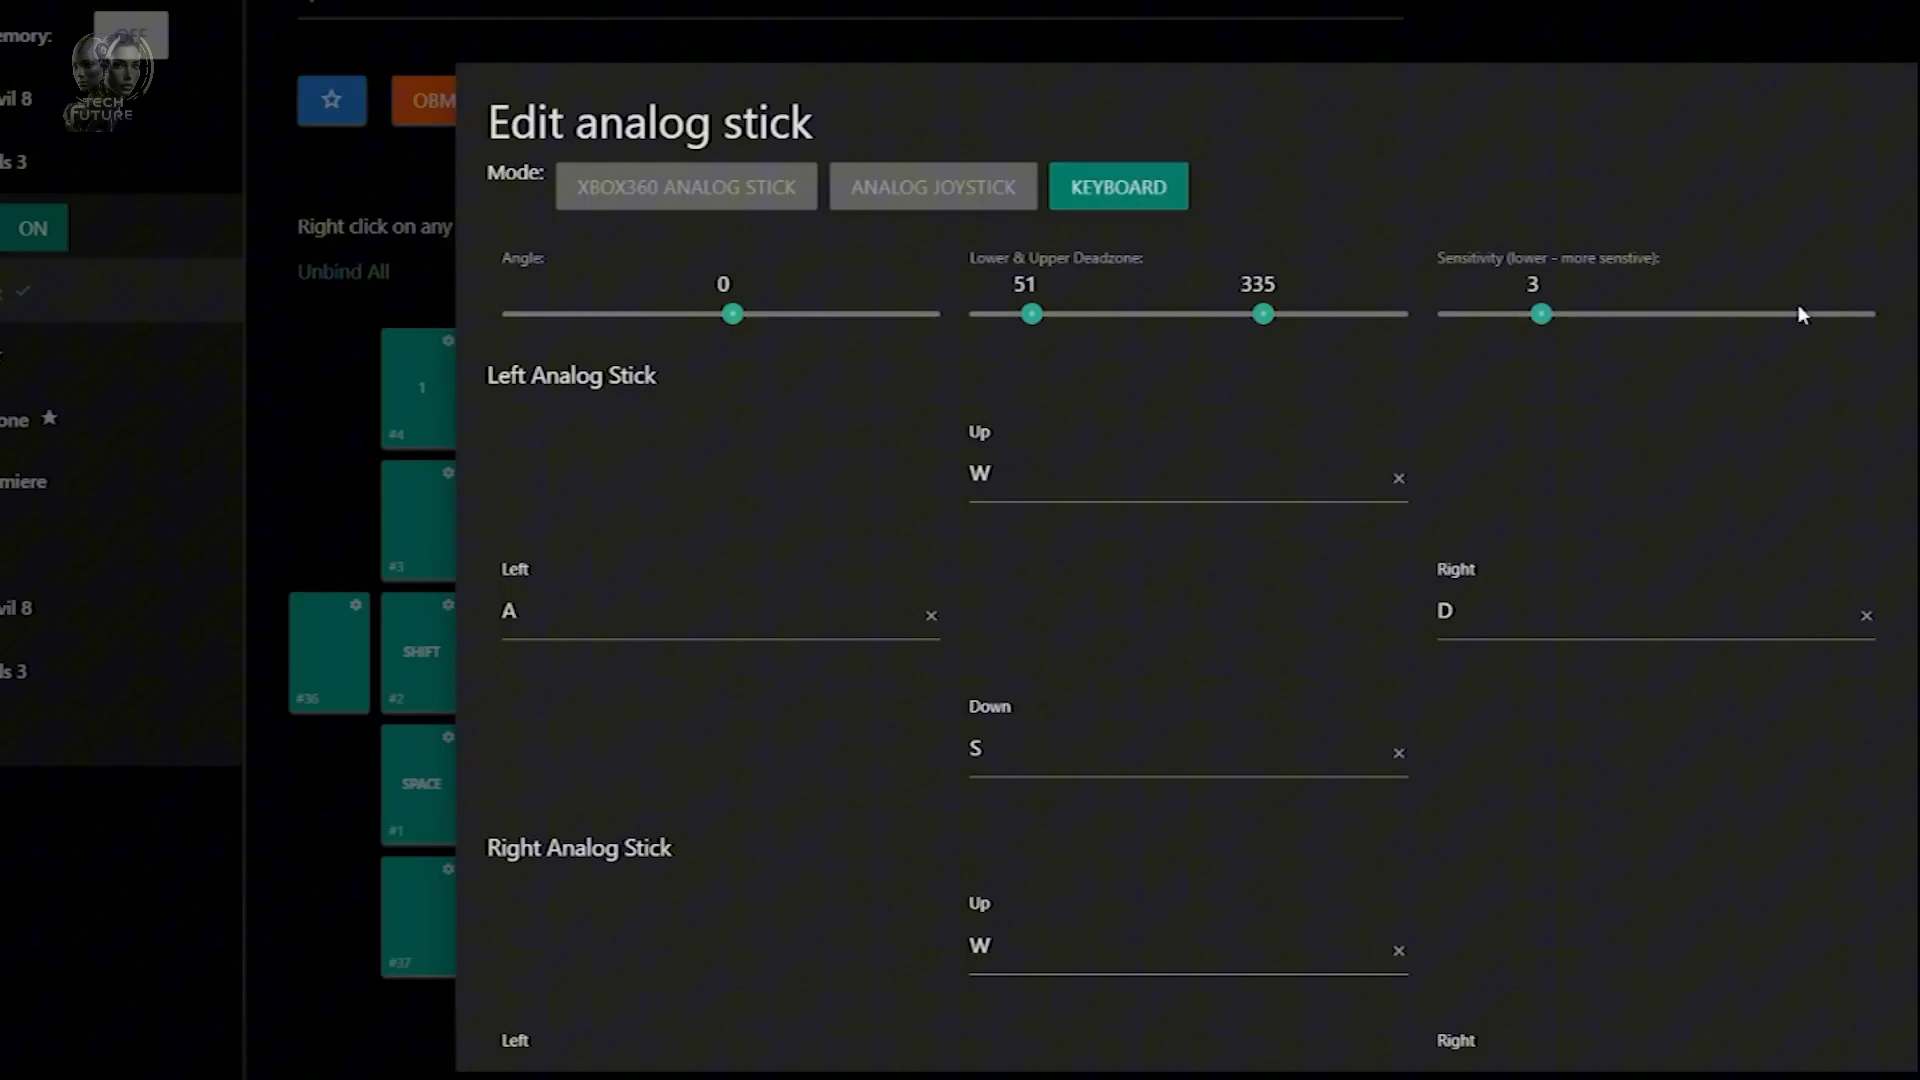 emory:
OFF
TECH
FUTURE
vil 8
OBM
ls 3
ON
Right click on any
Unbind All
one
miere
vil 8
ls 3
1
#4
#3
#36
SHIFT
#2
SPACE
#1
#37
Edit analog stick
Mode:
XBOX360 ANALOG STICK
ANALOG JOYSTICK
KEYBOARD
Angle:
0
Lower & Upper Deadzone:
51
335
Sensitivity (lower - more senstive):
3
Left Analog Stick
Up
W
Left
A
Right
D
Down
S
Right Analog Stick
Up
W
Left
Right